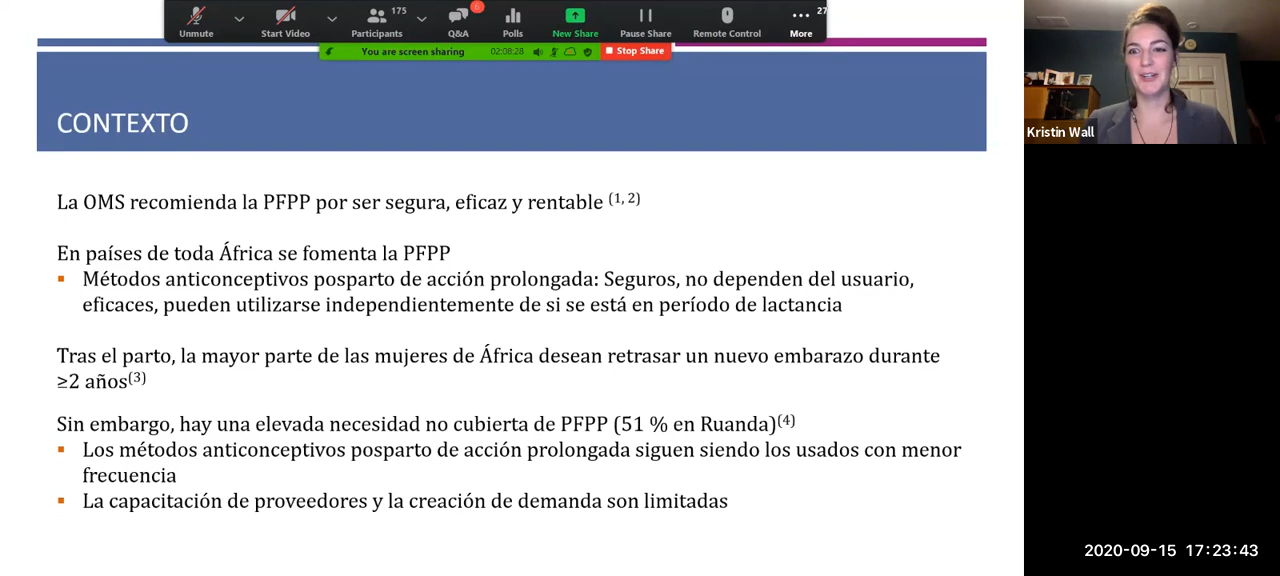 175
6
27
Unmute
Start Video
Participants
Q&A
Polls
New Share
Pause Share
Remote Control
More
You are screen sharing
02:08:28
Stop Share
CONTEXTO
Kristin Wall
La OMS recomienda la PFPP por ser segura, eficaz y rentable (1, 2)
En países de toda África se fomenta la PFPP
▪ Métodos anticonceptivos posparto de acción prolongada: Seguros, no dependen del usuario,
eficaces, pueden utilizarse independientemente de si se está en período de lactancia
Tras el parto, la mayor parte de las mujeres de África desean retrasar un nuevo embarazo durante
≥2 años(3)
Sin embargo, hay una elevada necesidad no cubierta de PFPP (51 % en Ruanda)(4)
▪ Los métodos anticonceptivos posparto de acción prolongada siguen siendo los usados con menor
frecuencia
▪ La capacitación de proveedores y la creación de demanda son limitadas
2020-09-15 17:23:43